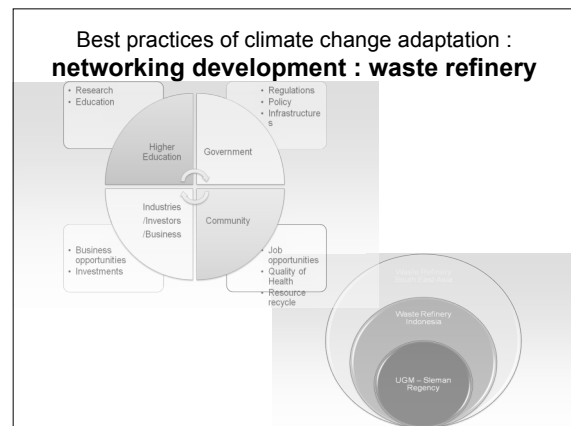 Best practices of climate change adaptation :
networking development : waste refinery
• Research
• Education
• Regulations
• Policy
• Infrastructure
s
Higher
Education
Government
Industries
/Investors
/Business
Community
• Business
opportunities
• Investments
• Job
opportunities
• Quality of
Health
• Resource
recycle
Waste Refinery
Indonesia
UGM – Sleman
Regency